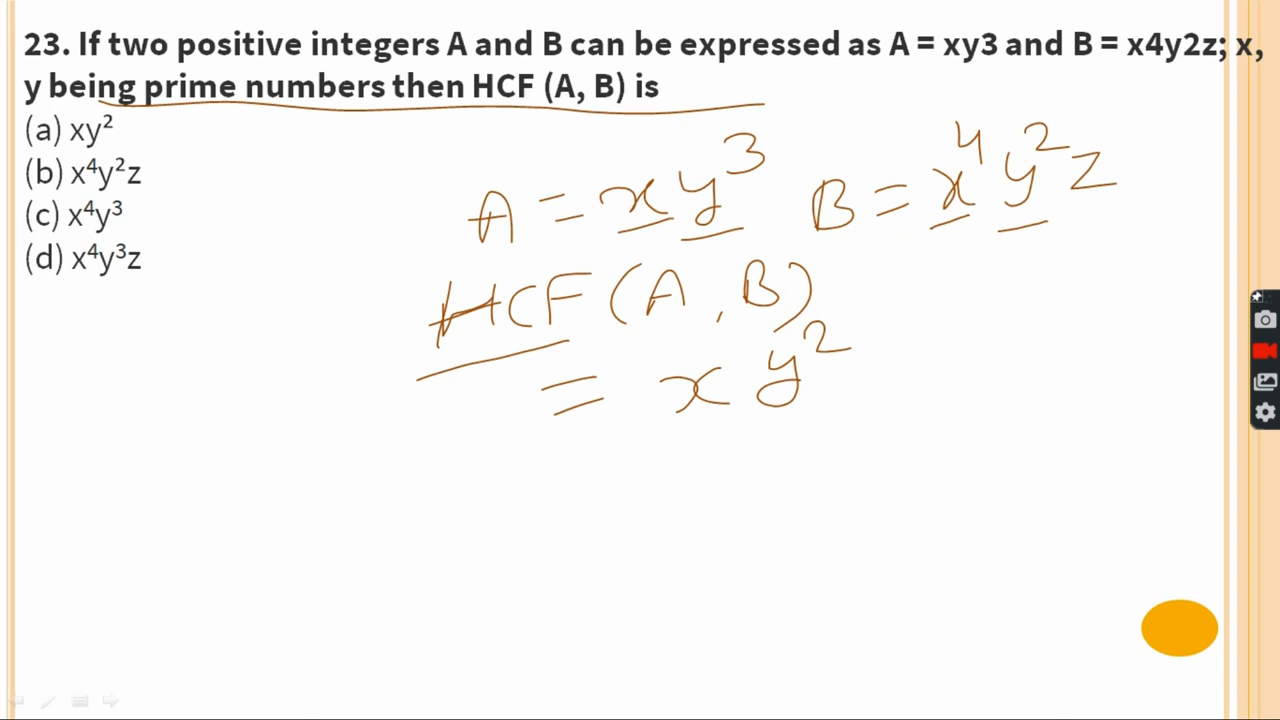 23. If two positive integers A and B can be expressed as A = xy3 and B = x4y2z; x,
y being prime numbers then HCF (A, B) is
(a) xy²
(b) x⁴y²z
(c) x⁴y³
(d) x⁴y³z
A = xy³ B = x⁴y²z
HCF (A, B)
= xy²